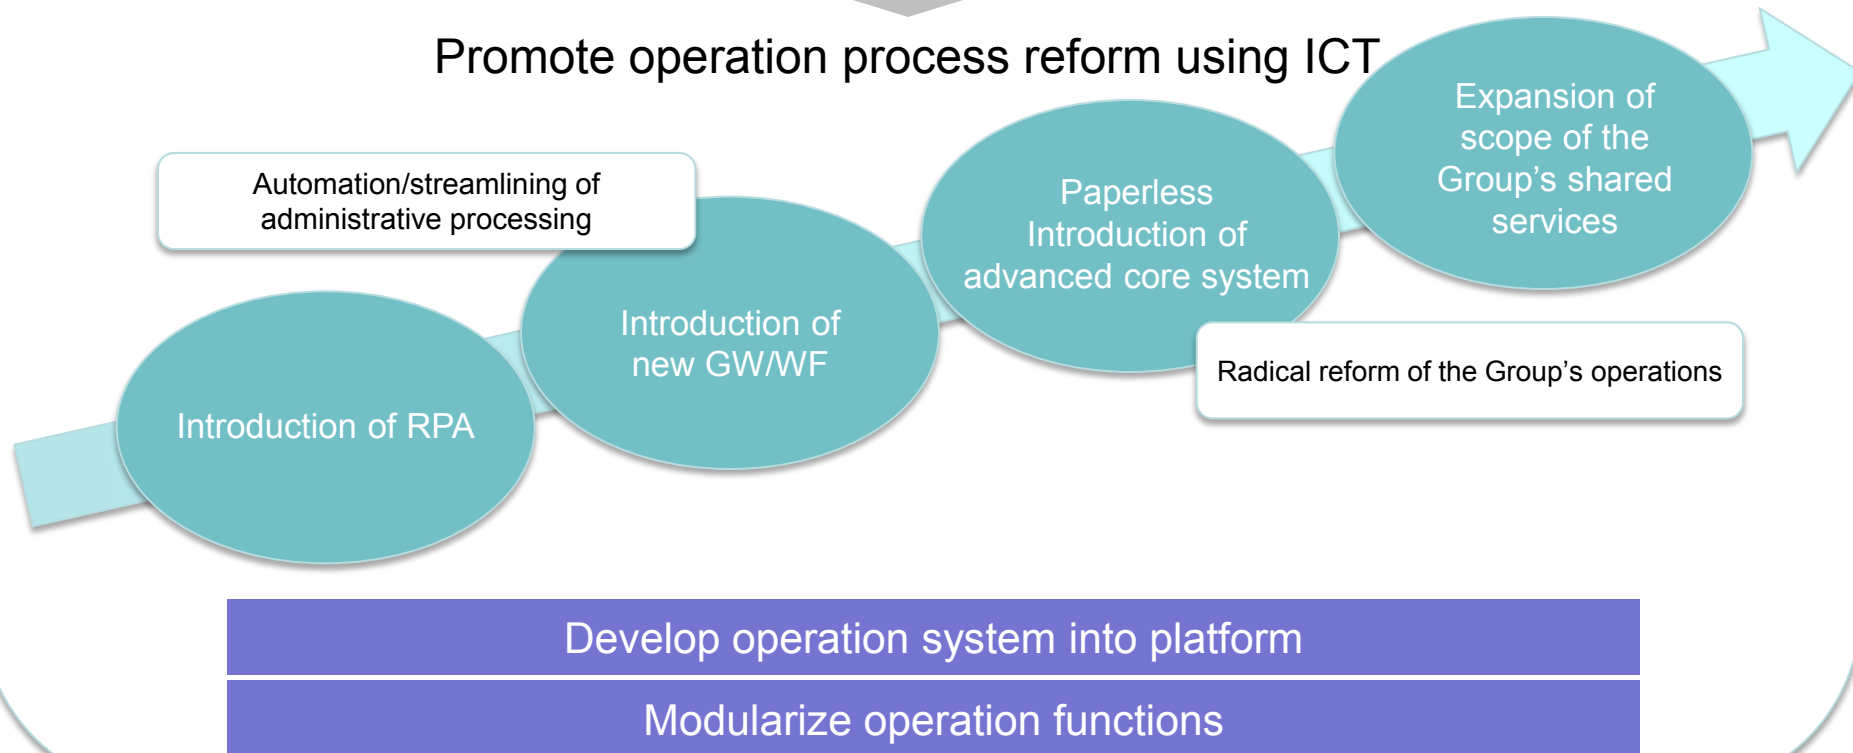 Promote operation process reform using ICT
Automation/streamlining of
administrative processing
Introduction of RPA
Introduction of
new GW/WF
Paperless
Introduction of
advanced core system
Expansion of
scope of the
Group’s shared
services
Radical reform of the Group’s operations
Develop operation system into platform
Modularize operation functions